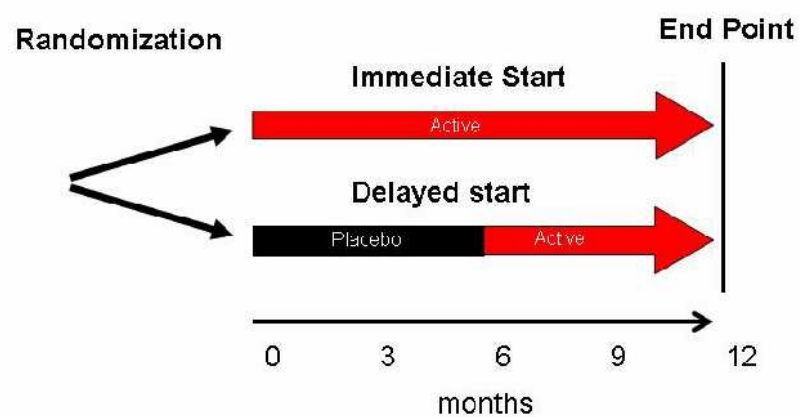 Randomization
End Point
Immediate Start
Active
Delayed start
Placebo Active
0 3 6 9 12
months